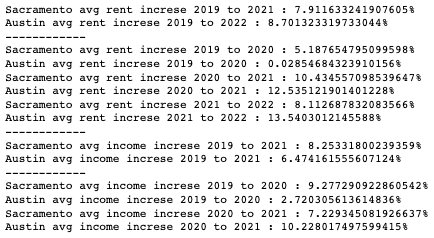 Sacramento avg rent increse 2019 to 2021 : 7.911633241907605%
Austin avg rent increse 2019 to 2022 : 8.701323319733044%
------------
Sacramento avg rent increse 2019 to 2020 : 5.187654795099598%
Austin avg rent increse 2019 to 2020 : 0.02854684323910156%
Sacramento avg rent increse 2020 to 2021 : 10.434557098539647%
Austin avg rent increse 2020 to 2021 : 12.535121901401228%
Sacramento avg rent increse 2021 to 2022 : 8.112687832083566%
Austin avg rent increse 2021 to 2022 : 13.5403012145588%
------------
Sacramento avg income increse 2019 to 2021 : 8.25331800239359%
Austin avg income increse 2019 to 2021 : 6.474161555607124%
------------
Sacramento avg income increse 2019 to 2020 : 9.277290922860542%
Austin avg income increse 2019 to 2020 : 2.720305613614836%
Sacramento avg income increse 2020 to 2021 : 7.229345081926637%
Austin avg income increse 2020 to 2021 : 10.228017497599415%